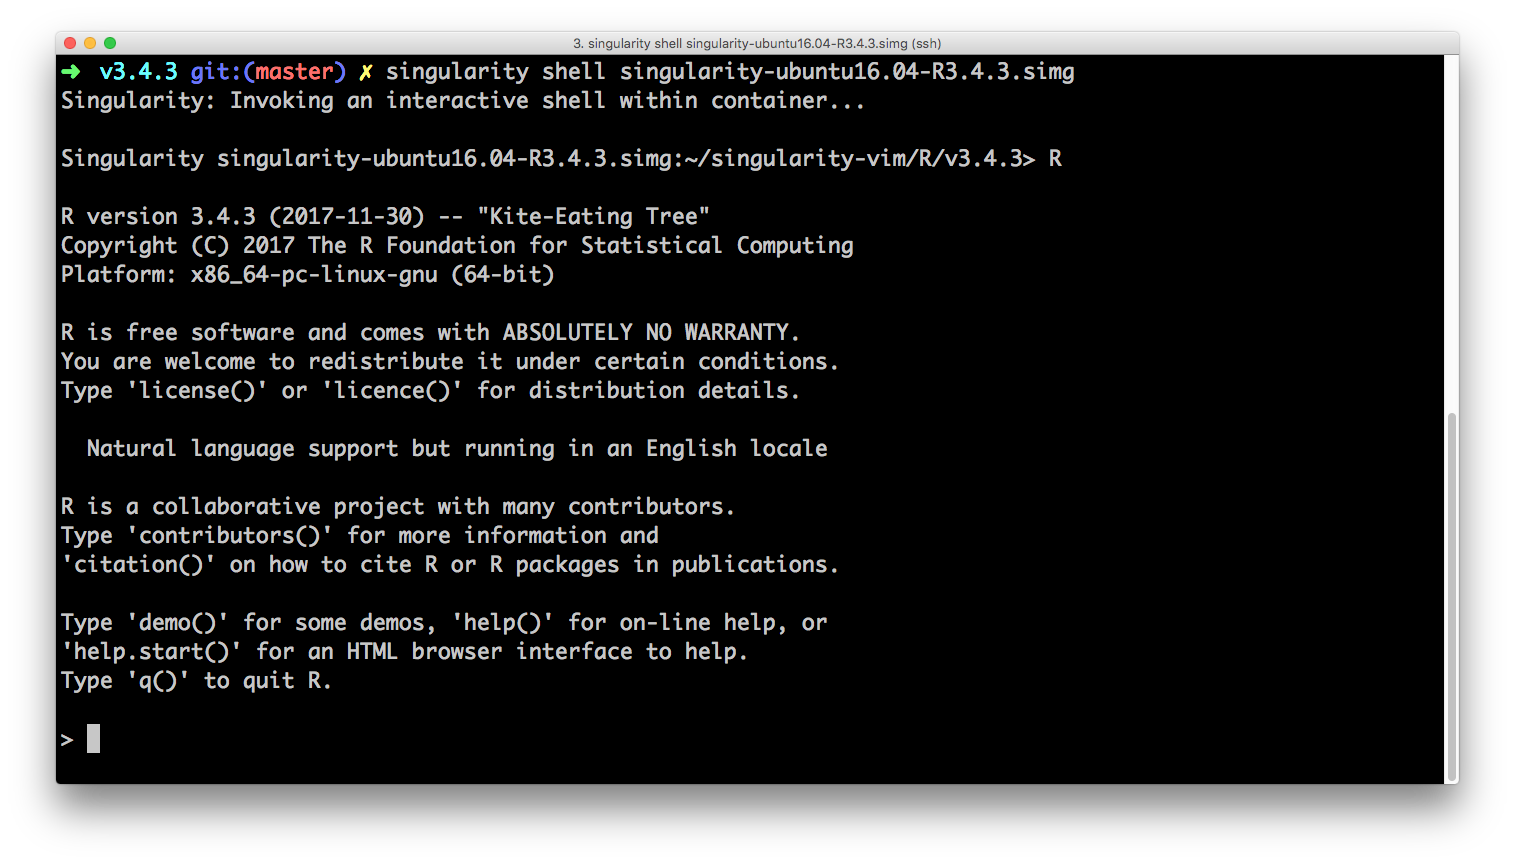 3. singularity shell singularity-ubuntu16.04-R3.4.3.simg (ssh)
➜ v3.4.3 git:(master) ✗ singularity shell singularity-ubuntu16.04-R3.4.3.simg
Singularity: Invoking an interactive shell within container...
Singularity singularity-ubuntu16.04-R3.4.3.simg:~/singularity-vim/R/v3.4.3> R
R version 3.4.3 (2017-11-30) -- "Kite-Eating Tree"
Copyright (C) 2017 The R Foundation for Statistical Computing
Platform: x86_64-pc-linux-gnu (64-bit)
R is free software and comes with ABSOLUTELY NO WARRANTY.
You are welcome to redistribute it under certain conditions.
Type 'license()' or 'licence()' for distribution details.
Natural language support but running in an English locale
R is a collaborative project with many contributors.
Type 'contributors()' for more information and
'citation()' on how to cite R or R packages in publications.
Type 'demo()' for some demos, 'help()' for on-line help, or
'help.start()' for an HTML browser interface to help.
Type 'q()' to quit R.
>